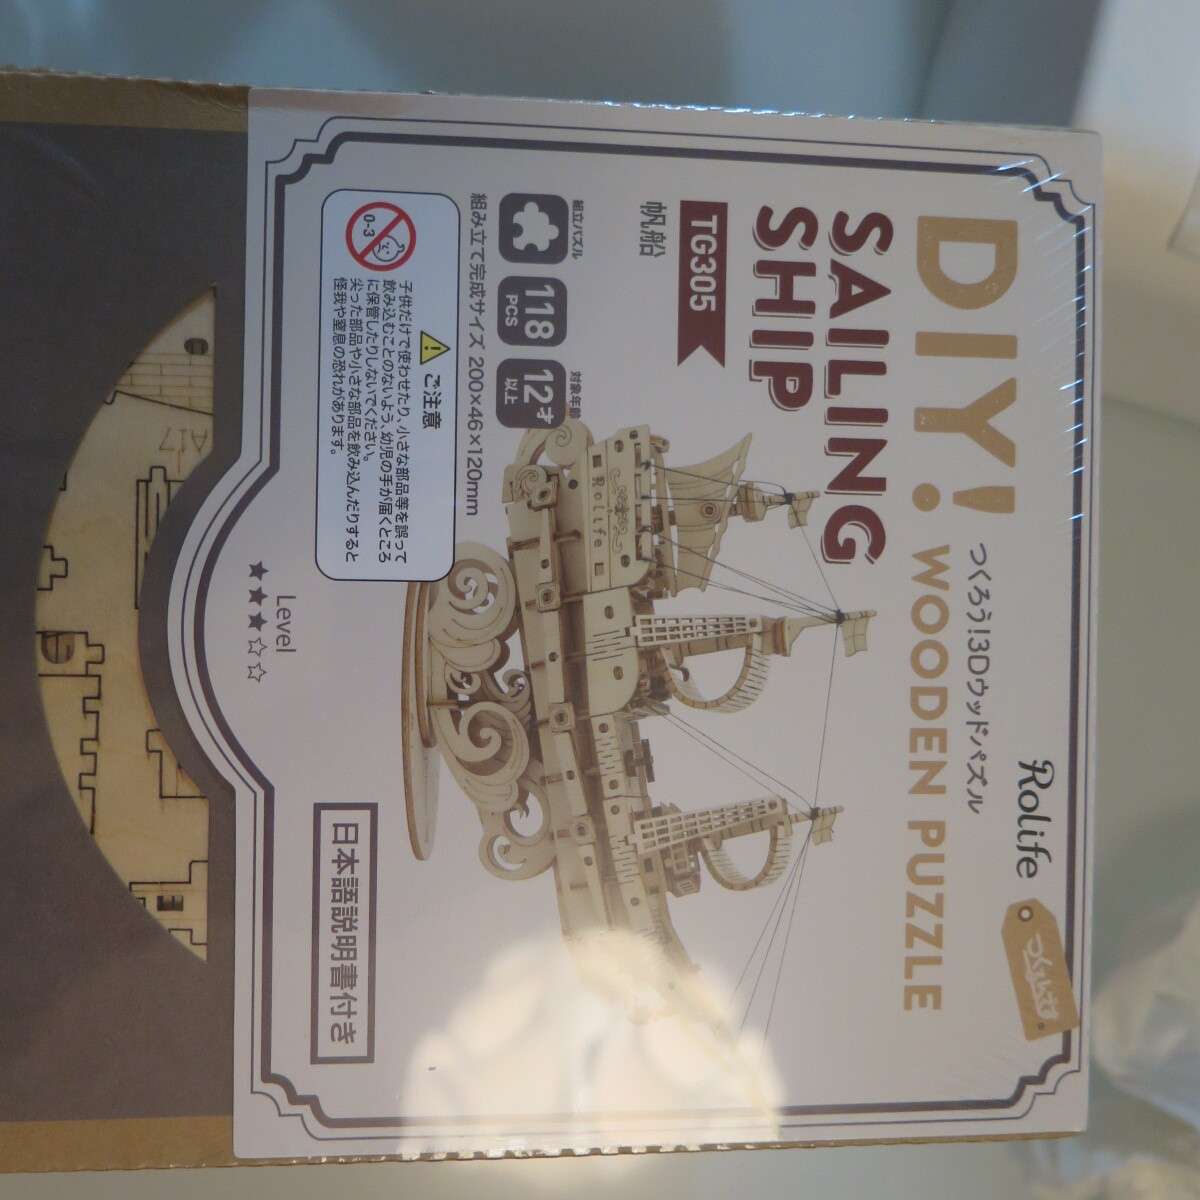 Rolife
つくろう!3Dウッドパズル
DIY! WOODEN PUZZLE
SAILING
SHIP
TG305
帆船
組立パズル
118
PCS
対象年齢
12才
以上
組み立て完成サイズ 200×46×120mm
Rolife
0-3
ご注意
子供だけで使わせたり、小さな部品等を誤って
飲み込むことのないよう、幼児の手が届くところ
に保管したりしないでください。
尖った部品や小さな部品を飲み込んだりすると
怪我や窒息の恐れがあります。
Level
★★★☆☆
日本語説明書付き
A17